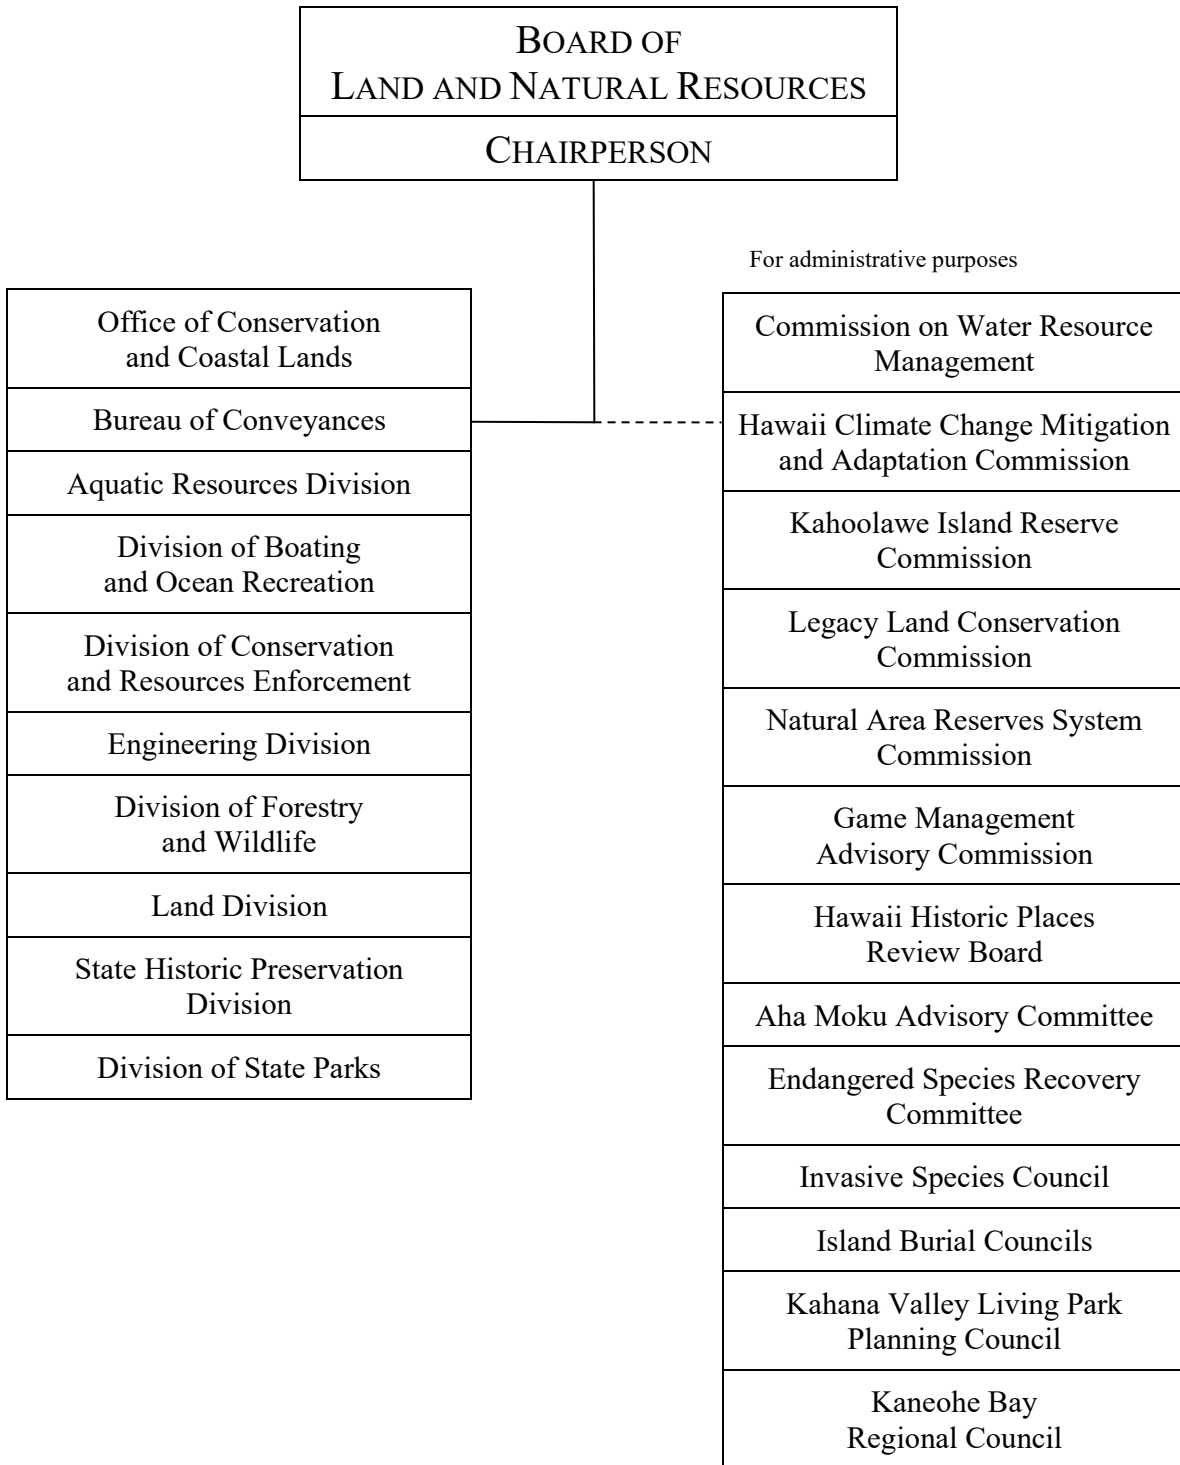 BOARD OF
LAND AND NATURAL RESOURCES
CHAIRPERSON
Office of Conservation
and Coastal Lands
Bureau of Conveyances
Aquatic Resources Division
Division of Boating
and Ocean Recreation
Division of Conservation
and Resources Enforcement
Engineering Division
Division of Forestry
and Wildlife
Land Division
State Historic Preservation
Division
Division of State Parks
For administrative purposes
Commission on Water Resource
Management
Hawaii Climate Change Mitigation
and Adaptation Commission
Kahoolawe Island Reserve
Commission
Legacy Land Conservation
Commission
Natural Area Reserves System
Commission
Game Management
Advisory Commission
Hawaii Historic Places
Review Board
Aha Moku Advisory Committee
Endangered Species Recovery
Committee
Invasive Species Council
Island Burial Councils
Kahana Valley Living Park
Planning Council
Kaneohe Bay
Regional Council